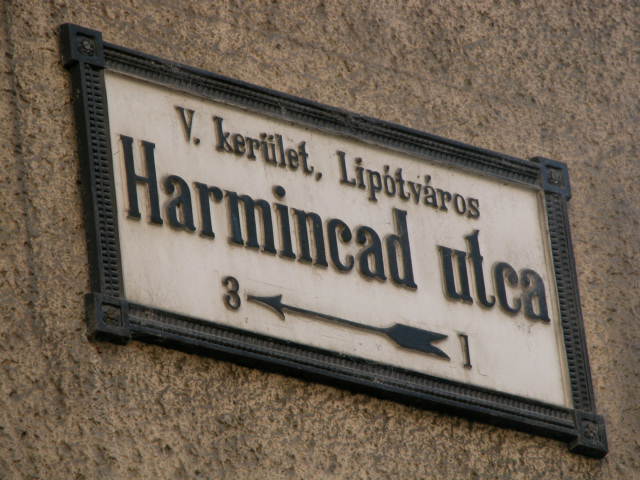 V. kerület, Lipótváros
Harmincad utca
3 1